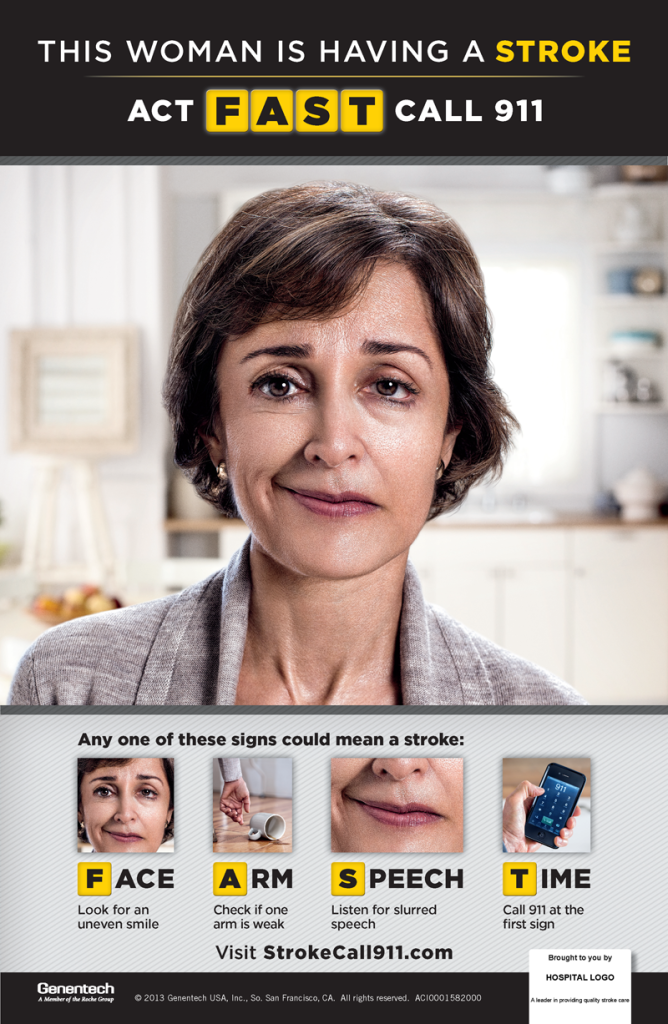 THIS WOMAN IS HAVING A STROKE
ACT FAST CALL 911
Any one of these signs could mean a stroke:
911
FACE
Look for an
uneven smile
ARM
Check if one
arm is weak
SPEECH
Listen for slurred
speech
TIME
Call 911 at the
first sign
Visit StrokeCall911.com
Brought to you by
HOSPITAL LOGO
A leader in providing quality stroke care
Genentech
A Member of the Roche Group
© 2013 Genentech USA, Inc., So. San Francisco, CA. All rights reserved. ACI0001582000